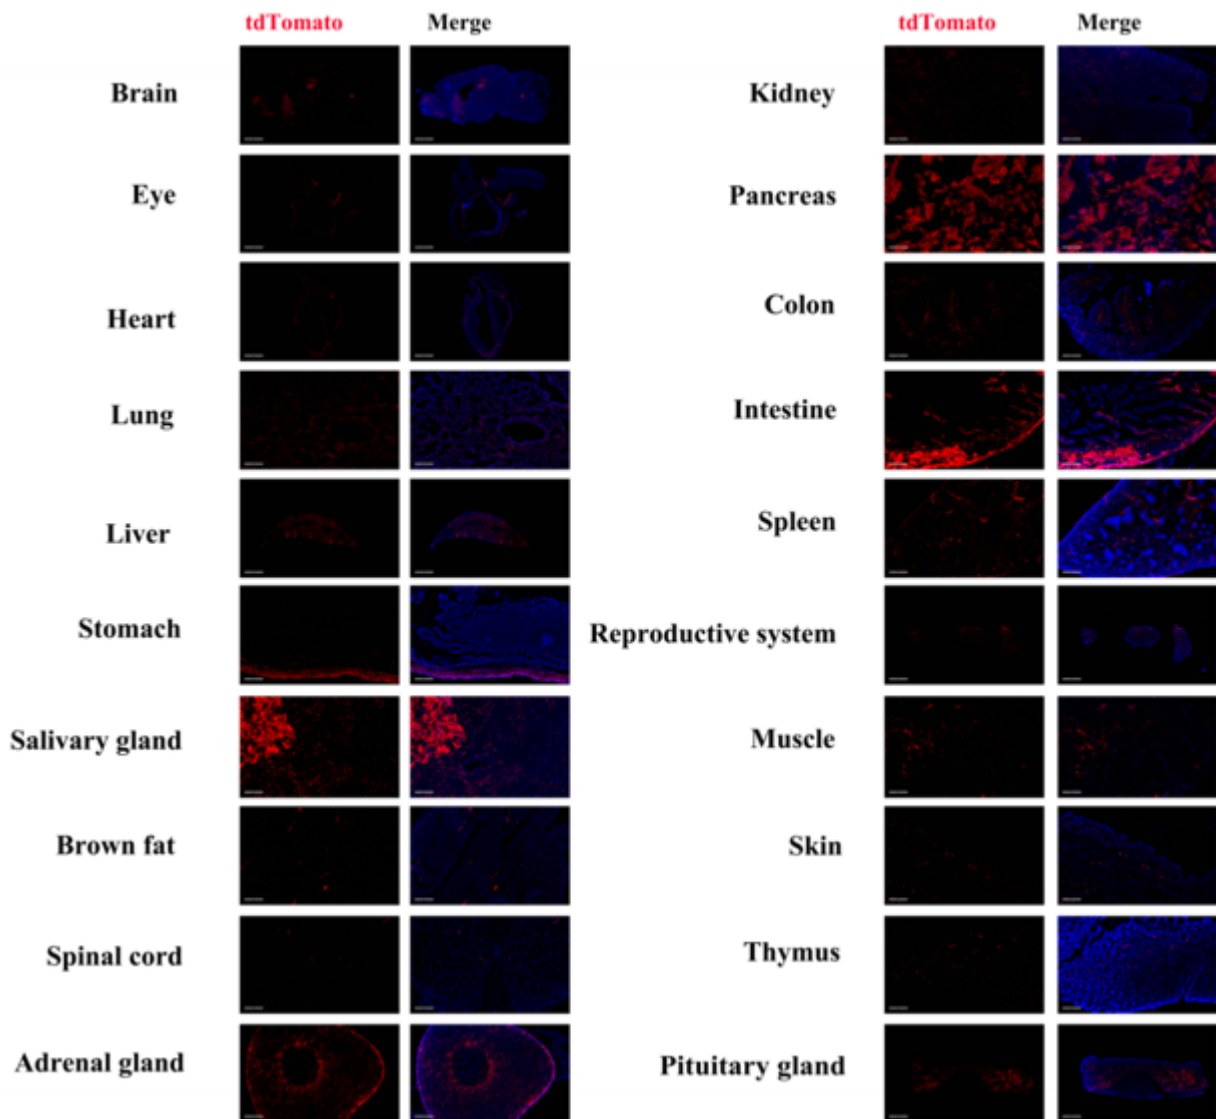 tdTomato Merge tdTomato Merge
Brain Kidney
Eye Pancreas
Heart Colon
Lung Intestine
Liver Spleen
Stomach Reproductive system
Salivary gland Muscle
Brown fat Skin
Spinal cord Thymus
Adrenal gland Pituitary gland